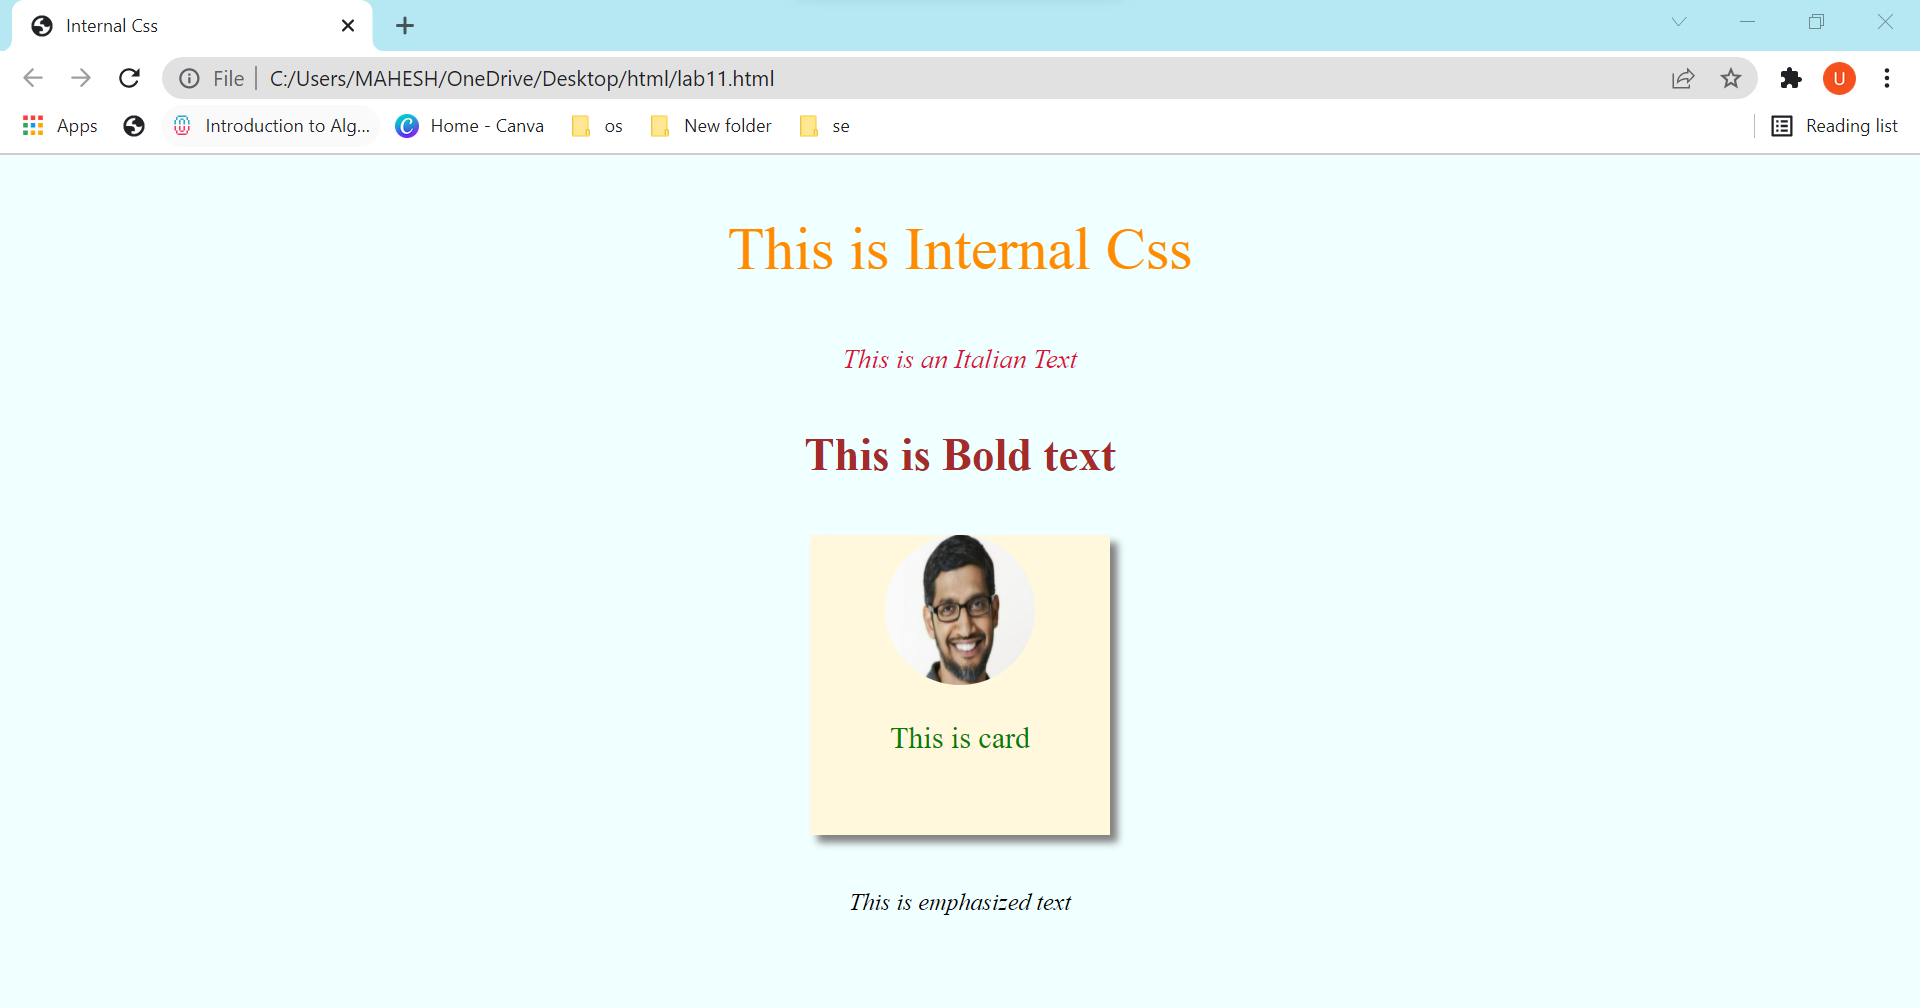 Internal Css
File C:/Users/MAHESH/OneDrive/Desktop/html/lab11.html U
Apps Introduction to Alg... Home - Canva os New folder se Reading list
This is Internal Css
This is an Italian Text
This is Bold text
This is card
This is emphasized text